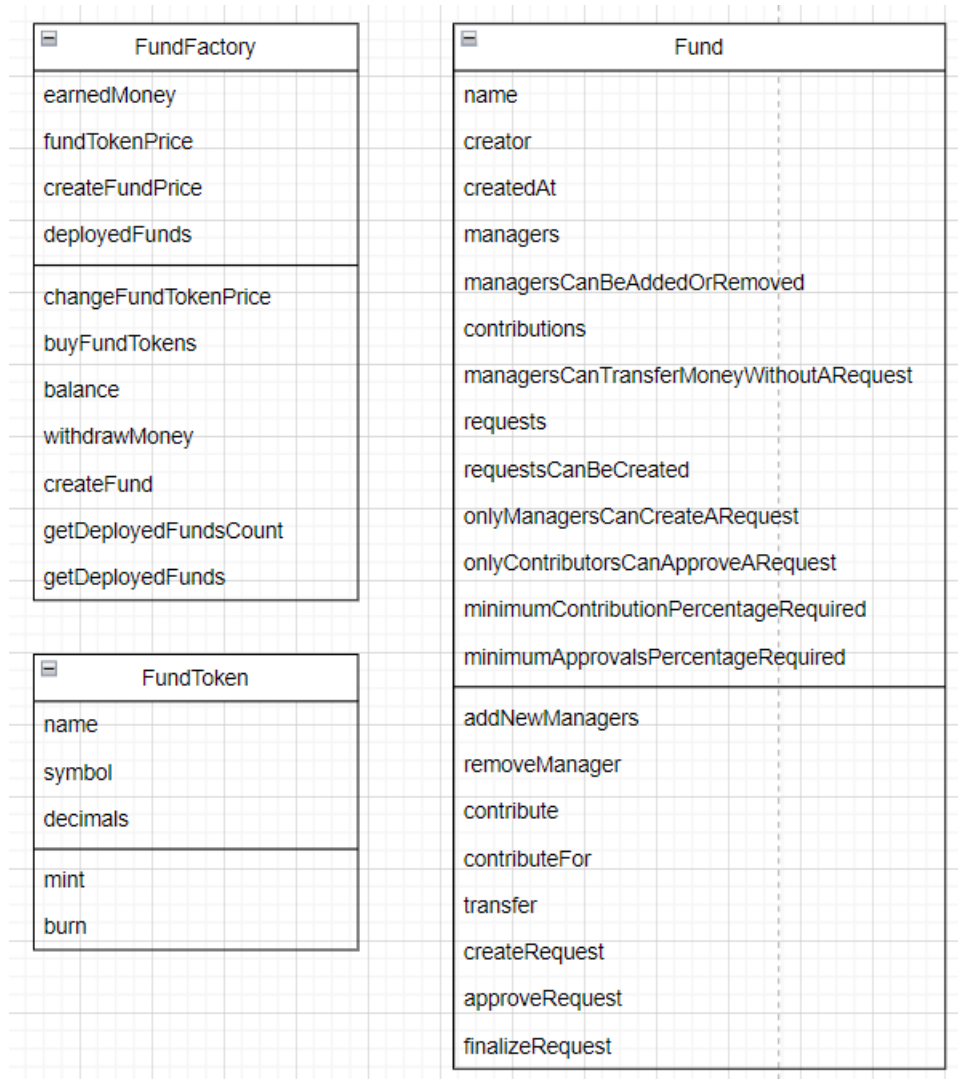 FundFactory
earnedMoney
fundTokenPrice
createFundPrice
deployedFunds
changeFundTokenPrice
buyFundTokens
balance
withdrawMoney
createFund
getDeployedFundsCount
getDeployedFunds
FundToken
name
symbol
decimals
mint
burn
Fund
name
creator
createdAt
managers
managersCanBeAddedOrRemoved
contributions
managersCanTransferMoneyWithoutARequest
requests
requestsCanBeCreated
onlyManagersCanCreateARequest
onlyContributorsCanApproveARequest
minimumContributionPercentageRequired
minimumApprovalsPercentageRequired
addNewManagers
removeManager
contribute
contributeFor
transfer
createRequest
approveRequest
finalizeRequest